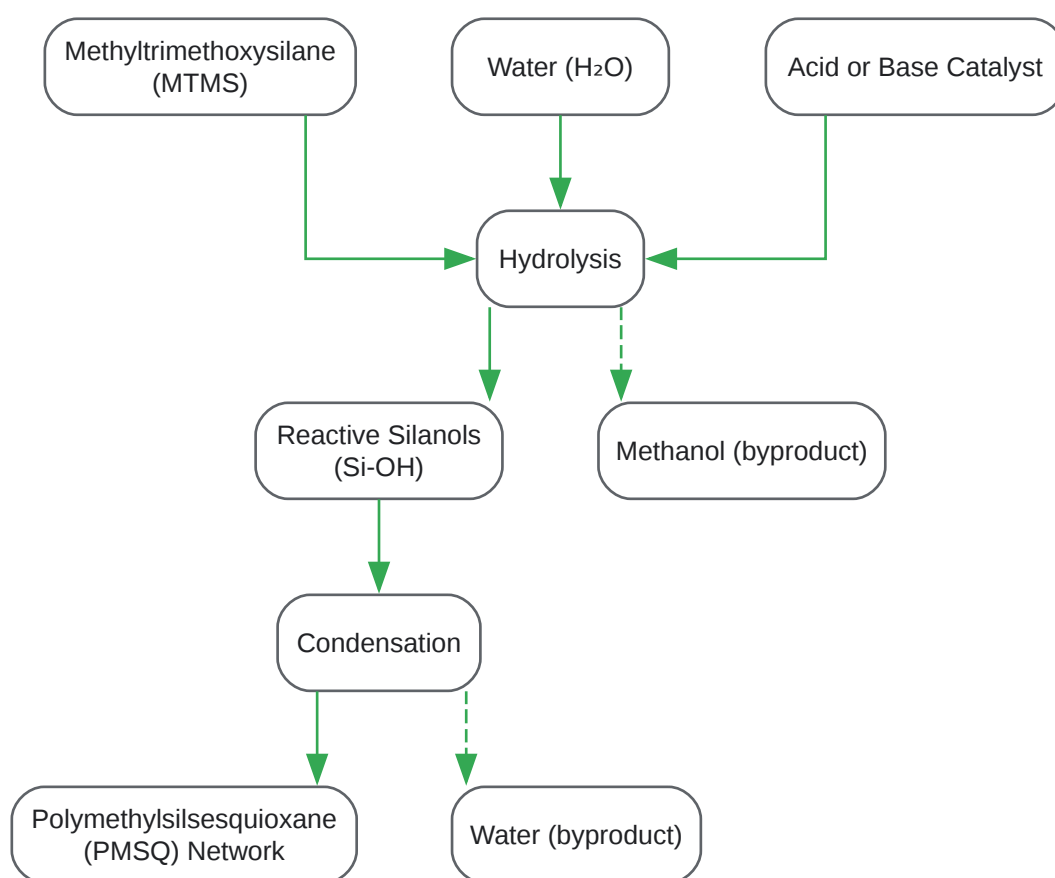 Methyltrimethoxysilane
(MTMS)
Water (H₂O)
Acid or Base Catalyst
Hydrolysis
Reactive Silanols
(Si-OH)
Methanol (byproduct)
Condensation
Polymethylsilsesquioxane
(PMSQ) Network
Water (byproduct)